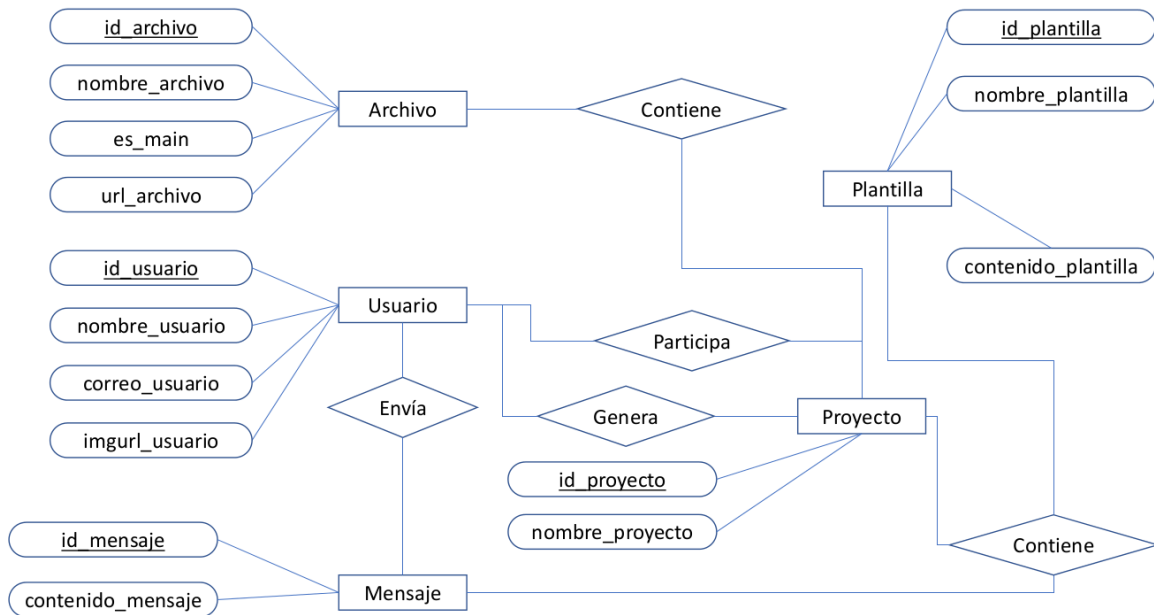 id_archivo
nombre_archivo
es_main
url_archivo
Archivo
Contiene
id_plantilla
nombre_plantilla
Plantilla
contenido_plantilla
id_usuario
nombre_usuario
correo_usuario
imgurl_usuario
Usuario
Participa
Envía
Genera
Proyecto
id_proyecto
nombre_proyecto
id_mensaje
contenido_mensaje
Mensaje
Contiene